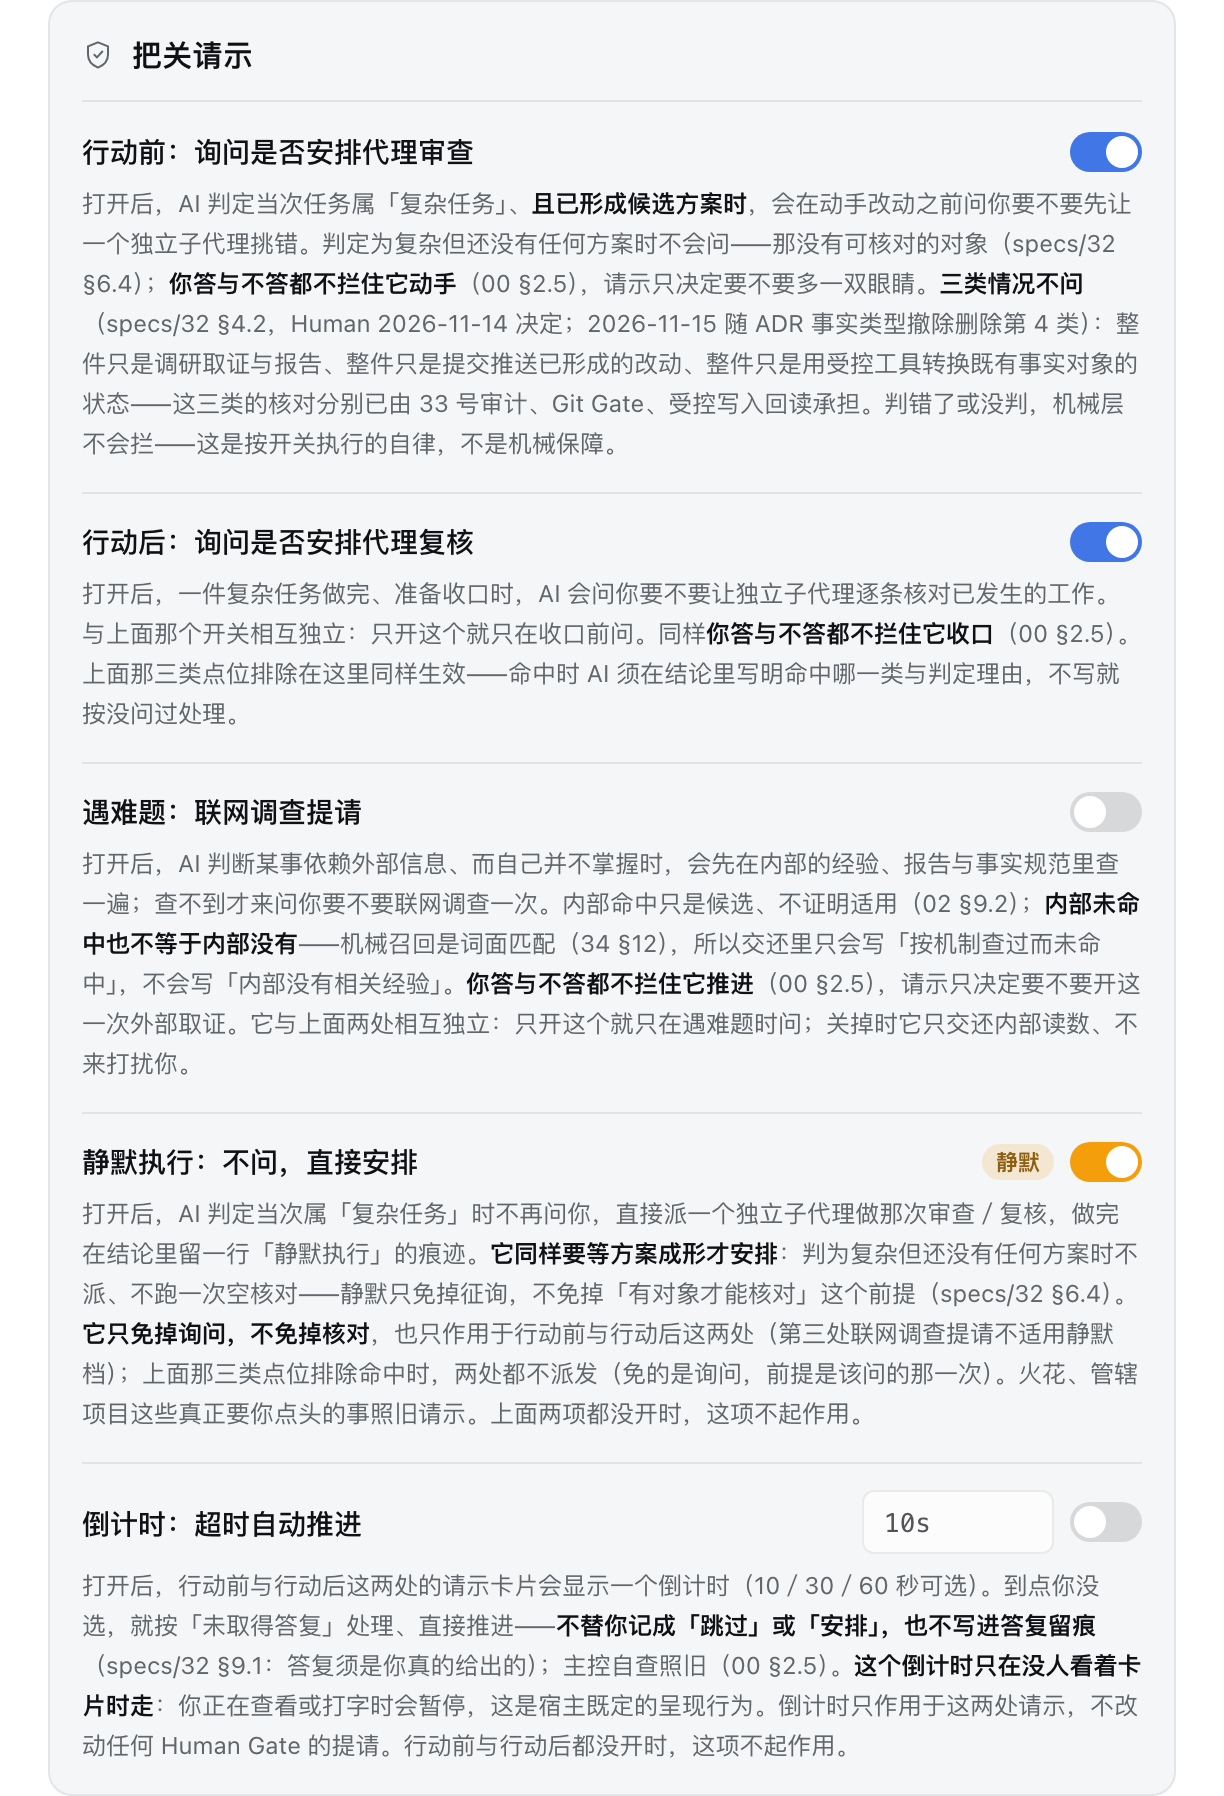 把关请示
行动前：询问是否安排代理审查
打开后，AI 判定当次任务属「复杂任务」、且已形成候选方案时，会在动手改动之前问你要不要先让
一个独立子代理挑错。判定为复杂但还没有任何方案时不会问——那没有可核对的对象（specs/32
§6.4）；你答与不答都不拦住它动手（00 §2.5），请示只决定要不要多一双眼睛。三类情况不问
（specs/32 §4.2，Human 2026-11-14 决定；2026-11-15 随 ADR 事实类型撤除删除第 4 类）：整
件只是调研取证与报告、整件只是提交推送已形成的改动、整件只是用受控工具转换既有事实对象的
状态——这三类的核对分别已由 33 号审计、Git Gate、受控写入回读承担。判错了或没判，机械层
不会拦——这是按开关执行的自律，不是机械保障。
行动后：询问是否安排代理复核
打开后，一件复杂任务做完、准备收口时，AI 会问你要不要让独立子代理逐条核对已发生的工作。
与上面那个开关相互独立：只开这个就只在收口前问。同样你答与不答都不拦住它收口（00 §2.5）。
上面那三类点位排除在这里同样生效——命中时 AI 须在结论里写明命中哪一类与判定理由，不写就
按没问过处理。
遇难题：联网调查提请
打开后，AI 判断某事依赖外部信息、而自己并不掌握时，会先在内部的经验、报告与事实规范里查
一遍；查不到才来问你要不要联网调查一次。内部命中只是候选、不证明适用（02 §9.2）；内部未命
中也不等于内部没有——机械召回是词面匹配（34 §12），所以交还里只会写「按机制查过而未命
中」，不会写「内部没有相关经验」。你答与不答都不拦住它推进（00 §2.5），请示只决定要不要开这
一次外部取证。它与上面两处相互独立：只开这个就只在遇难题时问；关掉时它只交还内部读数、不
来打扰你。
静默执行：不问，直接安排
静默
打开后，AI 判定当次属「复杂任务」时不再问你，直接派一个独立子代理做那次审查 / 复核，做完
在结论里留一行「静默执行」的痕迹。它同样要等方案成形才安排：判为复杂但还没有任何方案时不
派、不跑一次空核对——静默只免掉征询，不免掉「有对象才能核对」这个前提（specs/32 §6.4）。
它只免掉询问，不免掉核对，也只作用于行动前与行动后这两处（第三处联网调查提请不适用静默
档）；上面那三类点位排除命中时，两处都不派发（免的是询问，前提是该问的那一次）。火花、管辖
项目这些真正要你点头的事照旧请示。上面两项都没开时，这项不起作用。
倒计时：超时自动推进
10s
打开后，行动前与行动后这两处的请示卡片会显示一个倒计时（10 / 30 / 60 秒可选）。到点你没
选，就按「未取得答复」处理、直接推进——不替你记成「跳过」或「安排」，也不写进答复留痕
（specs/32 §9.1：答复须是你真的给出的）；主控自查照旧（00 §2.5）。这个倒计时只在没人看着卡
片时走：你正在查看或打字时会暂停，这是宿主既定的呈现行为。倒计时只作用于这两处请示，不改
动任何 Human Gate 的提请。行动前与行动后都没开时，这项不起作用。